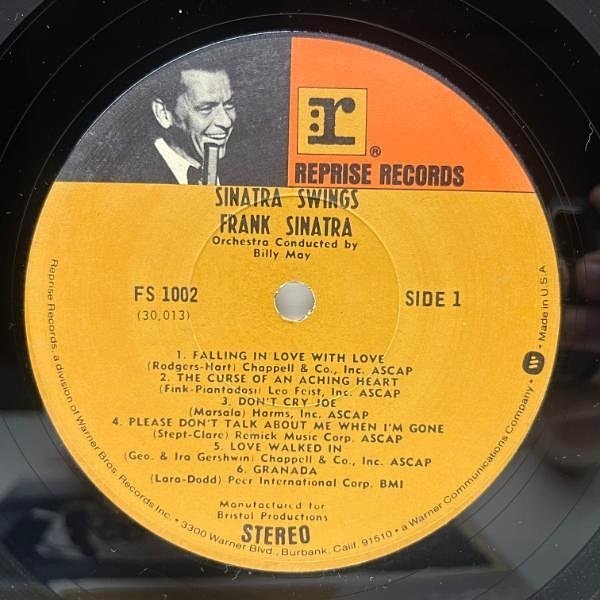 r
®
REPRISE RECORDS
SINATRA SWINGS
FRANK SINATRA
Orchestra Conducted by
Billy May
FS 1002
(30,013)
SIDE 1
1. FALLING IN LOVE WITH LOVE
(Rodgers-Hart) Chappell & Co., Inc. ASCAP
2. THE CURSE OF AN ACHING HEART
(Fink-Piantadosi) Leo Feist, Inc. ASCAP
3. DON'T CRY JOE
(Marsala) Harms, Inc. ASCAP
4. PLEASE DON'T TALK ABOUT ME WHEN I'M GONE
(Stept-Clare) Remick Music Corp. ASCAP
5. LOVE WALKED IN
(Geo. & Ira Gershwin) Chappell & Co., Inc. ASCAP
6. GRANADA
(Lara-Dodd) Peer International Corp. BMI
Manufactured for
Bristol Productions
STEREO
Reprise Records, a division of Warner Bros. Records Inc. • 3300 Warner Blvd., Burbank, Calif. 91510 • a Warner Communications Company • Made in U.S.A